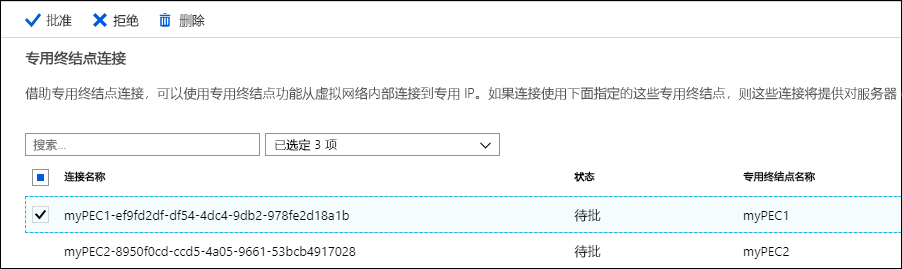 批准 拒绝 删除
专用终结点连接
借助专用终结点连接，可以使用专用终结点功能从虚拟网络内部连接到专用 IP。如果连接使用下面指定的这些专用终结点，则这些连接将提供对服务器
搜索... 已选定 3 项
连接名称 状态 专用终结点名称
myPEC1-ef9fd2df-df54-4dc4-9db2-978fe2d18a1b 待批 myPEC1
myPEC2-8950f0cd-ccd5-4a05-9661-53bcb4917028 待批 myPEC2